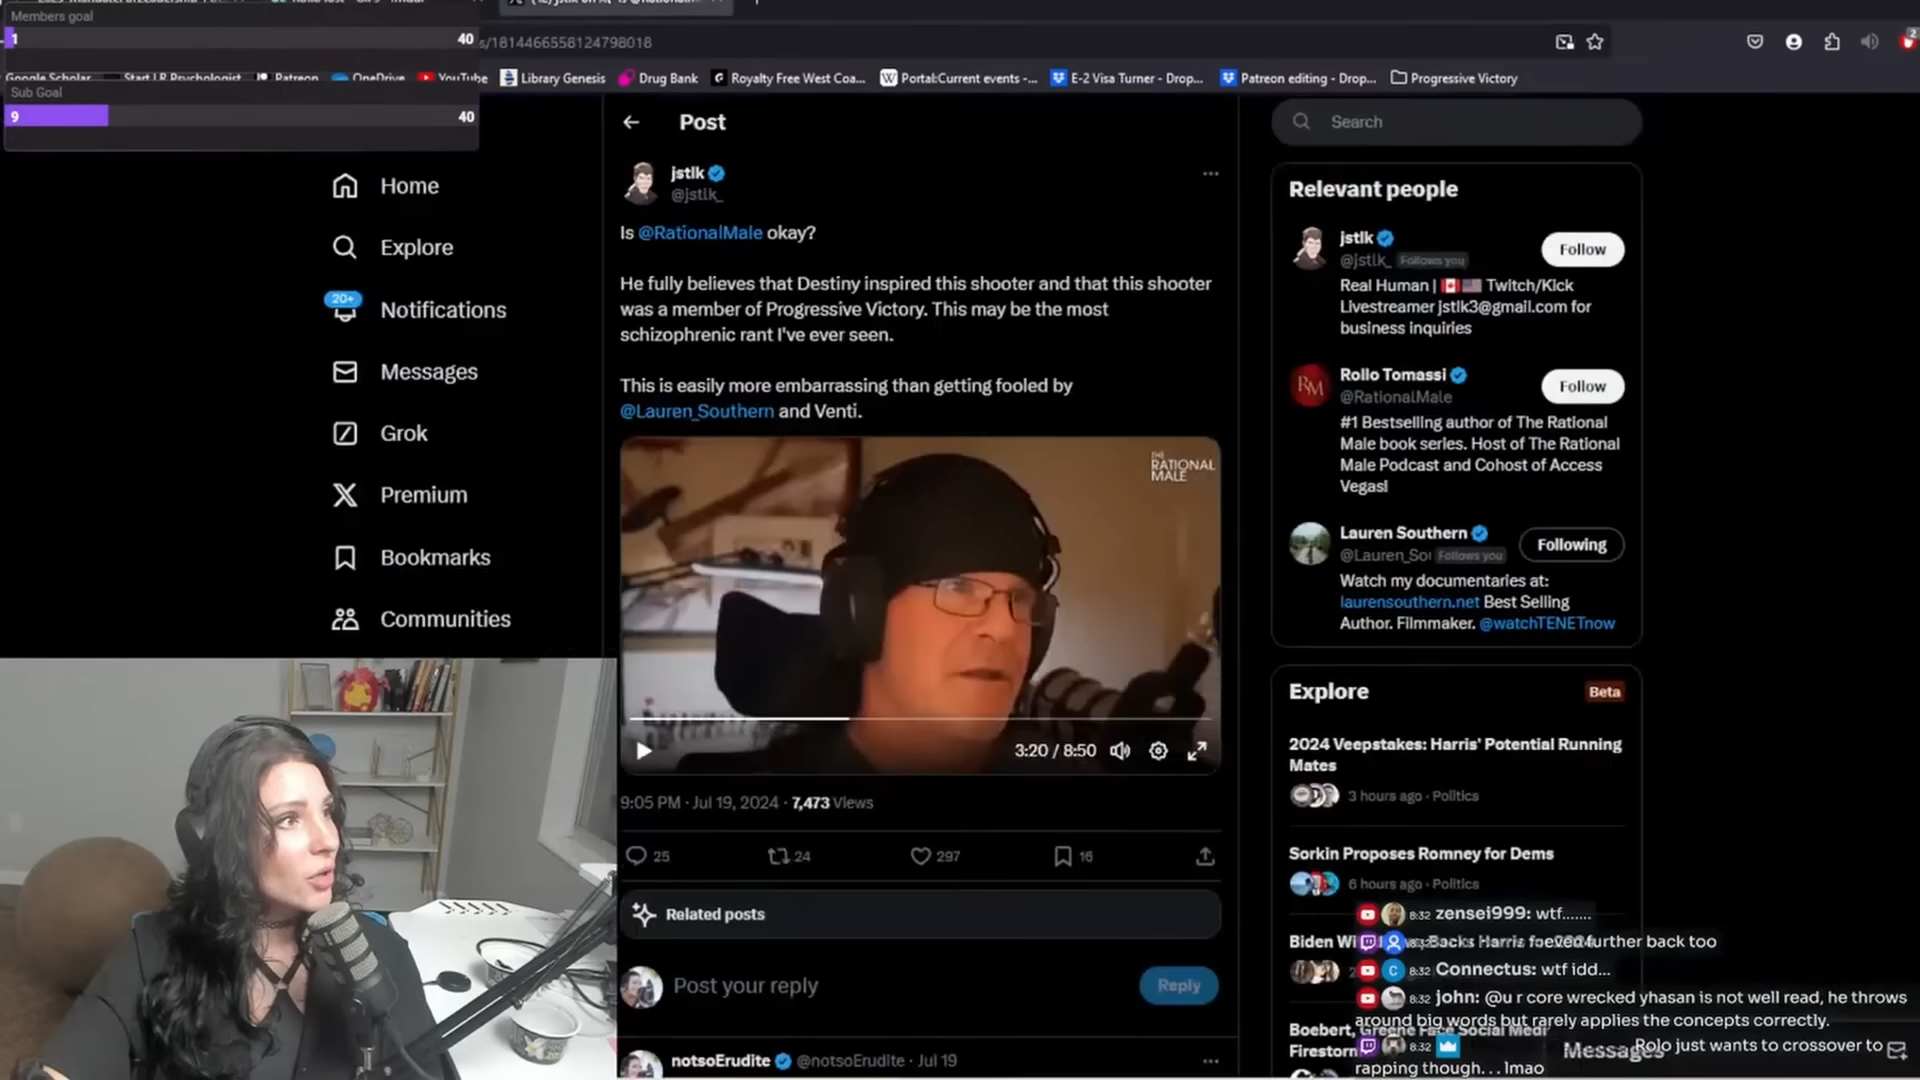 Members goal
1 40
Sub Goal
9 40
s/1814466558124798018
Google Scholar
Start LR Psychologist
Patreon
OneDrive
YouTube
Library Genesis
Drug Bank
Royalty Free West Coa...
Portal:Current events -...
E-2 Visa Turner - Drop...
Patreon editing - Drop...
Progressive Victory
2
Home
Explore
20+
Notifications
Messages
Grok
Premium
Bookmarks
Communities
Post
jstlk
@jstlk_
Is @RationalMale okay?
He fully believes that Destiny inspired this shooter and that this shooter
was a member of Progressive Victory. This may be the most
schizophrenic rant I've ever seen.
This is easily more embarrassing than getting fooled by
@Lauren_Southern and Venti.
THE
RATIONAL
MALE
3:20 / 8:50
9:05 PM · Jul 19, 2024 · 7,473 Views
25 24 297 16
Related posts
Post your reply
Reply
notsoErudite @notsoErudite · Jul 19
Search
Relevant people
jstlk
@jstlk_ Follows you
Follow
Real Human | Twitch/Kick
Livestreamer jstlk3@gmail.com for
business inquiries
Rollo Tomassi
@RationalMale
Follow
RM
#1 Bestselling author of The Rational
Male book series. Host of The Rational
Male Podcast and Cohost of Access
Vegas!
Lauren Southern
@Lauren_Sou Follows you
Following
Watch my documentaries at:
laurensouthern.net Best Selling
Author. Filmmaker. @watchTENETnow
Explore
Beta
2024 Veepstakes: Harris' Potential Running
Mates
3 hours ago · Politics
Sorkin Proposes Romney for Dems
6 hours ago · Politics
8:32 zensei999: wtf.......
Biden Wi
Backs Harris for 2024
further back too
C 8:32 Connectus: wtf idd...
8:32 john: @u r core wrecked yhasan is not well read, he throws
around big words but rarely applies the concepts correctly.
Boebert, Greene Face Social Medi
Firestorm
8:32
Messages
Rolo just wants to crossover to
rapping though. . . lmao